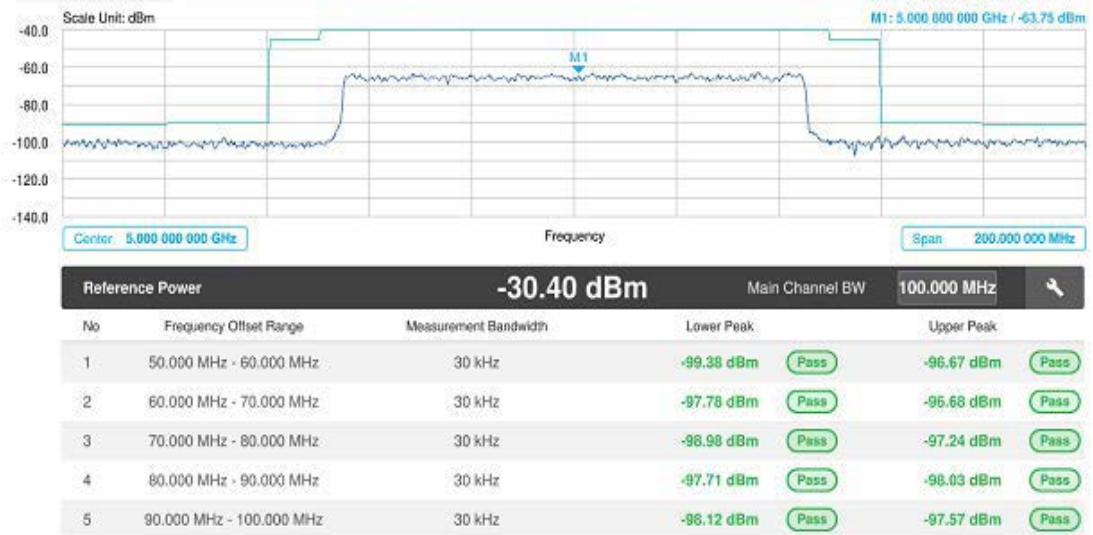 Scale Unit: dBm
M1: 5.000 800 000 GHz / -63.75 dBm
-40.0
M1
-60.0
-80.0
-100.0
-120.0
-140.0
Center 5.000 000 000 GHz
Frequency
Span 200.000 000 MHz
Reference Power -30.40 dBm Main Channel BW 100.000 MHz
No Frequency Offset Range Measurement Bandwidth Lower Peak Upper Peak
1 50.000 MHz - 60.000 MHz 30 kHz -99.38 dBm Pass -96.67 dBm Pass
2 60.000 MHz - 70.000 MHz 30 kHz -97.78 dBm Pass -96.68 dBm Pass
3 70.000 MHz - 80.000 MHz 30 kHz -98.98 dBm Pass -97.24 dBm Pass
4 80.000 MHz - 90.000 MHz 30 kHz -97.71 dBm Pass -98.03 dBm Pass
5 90.000 MHz - 100.000 MHz 30 kHz -98.12 dBm Pass -97.57 dBm Pass